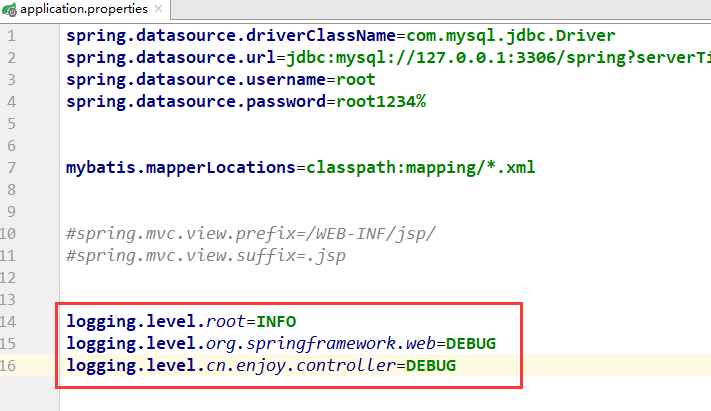 application.properties
1 spring.datasource.driverClassName=com.mysql.jdbc.Driver
2 spring.datasource.url=jdbc:mysql://127.0.0.1:3306/spring?serverTi
3 spring.datasource.username=root
4 spring.datasource.password=root1234%
5
6
7 mybatis.mapperLocations=classpath:mapping/*.xml
8
9
10 #spring.mvc.view.prefix=/WEB-INF/jsp/
11 #spring.mvc.view.suffix=.jsp
12
13
14 logging.level.root=INFO
15 logging.level.org.springframework.web=DEBUG
16 logging.level.cn.enjoy.controller=DEBUG